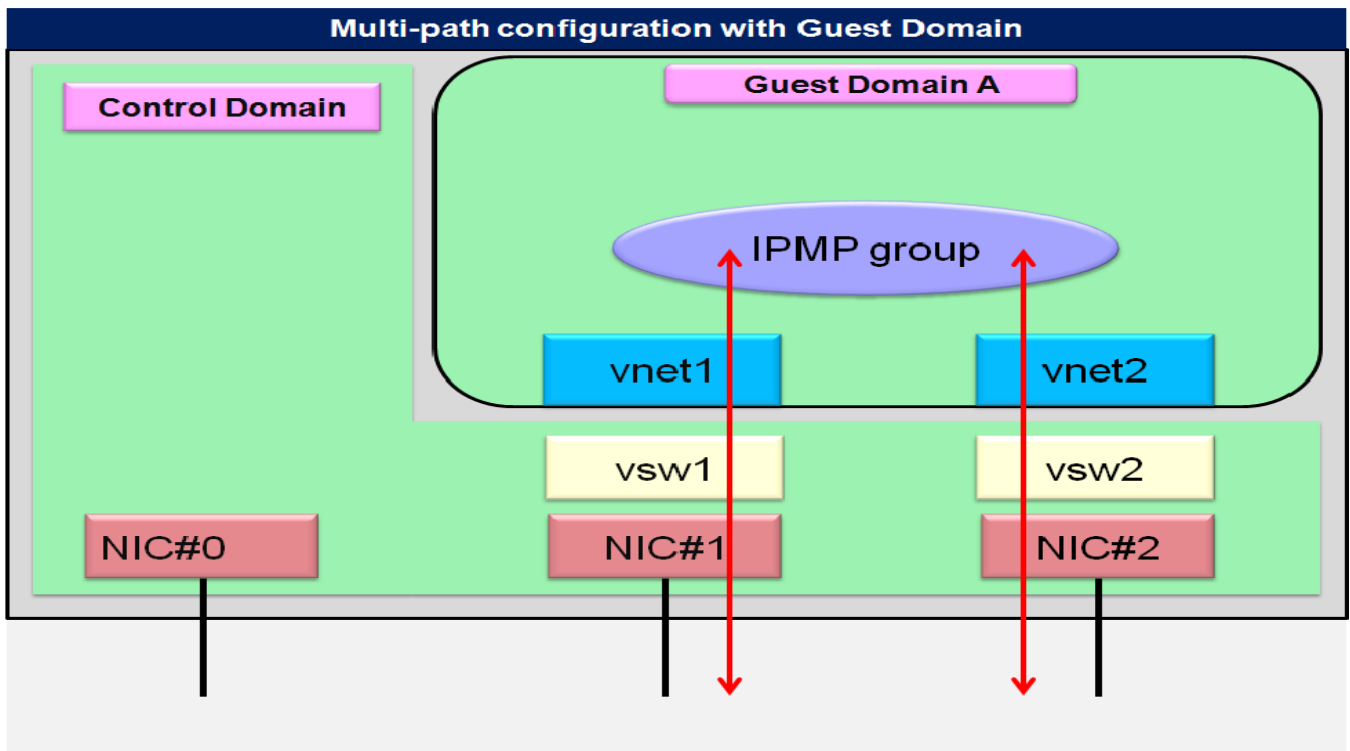 Multi-path configuration with Guest Domain
Control Domain
Guest Domain A
IPMP group
vnet1
vnet2
vsw1
vsw2
NIC#0
NIC#1
NIC#2